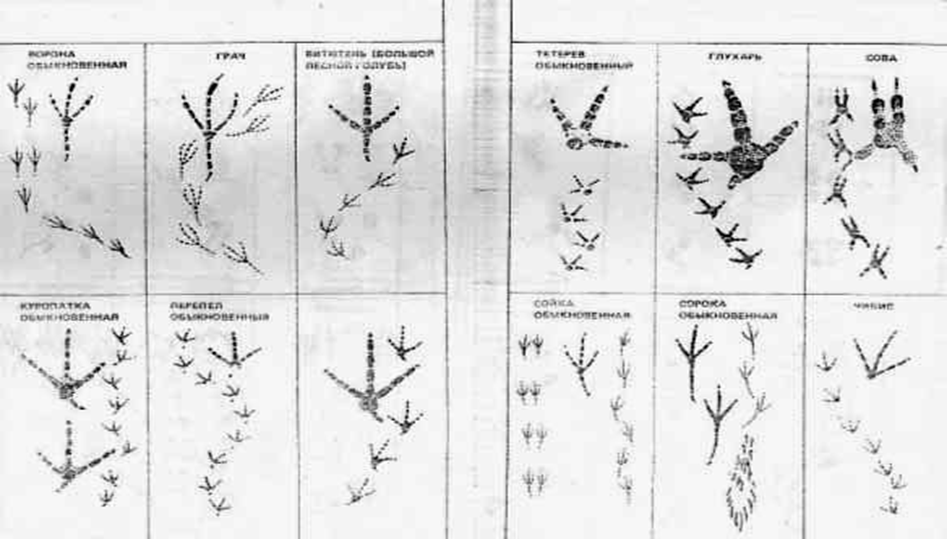 ВОРОНА
ОБЫКНОВЕННАЯ
ГРАЧ
ВИТЮТЕНЬ (БОЛЬШОЙ
ЛЕСНОЙ ГОЛУБЬ)
ТЕТЕРЕВ
ОБЫКНОВЕННЫЙ
ГЛУХАРЬ
СОВА
КУРОПАТКА
ОБЫКНОВЕННАЯ
ПЕРЕПЕЛ
ОБЫКНОВЕННЫЙ
СОЙКА
ОБЫКНОВЕННАЯ
СОРОКА
ОБЫКНОВЕННАЯ
ЧИБИС